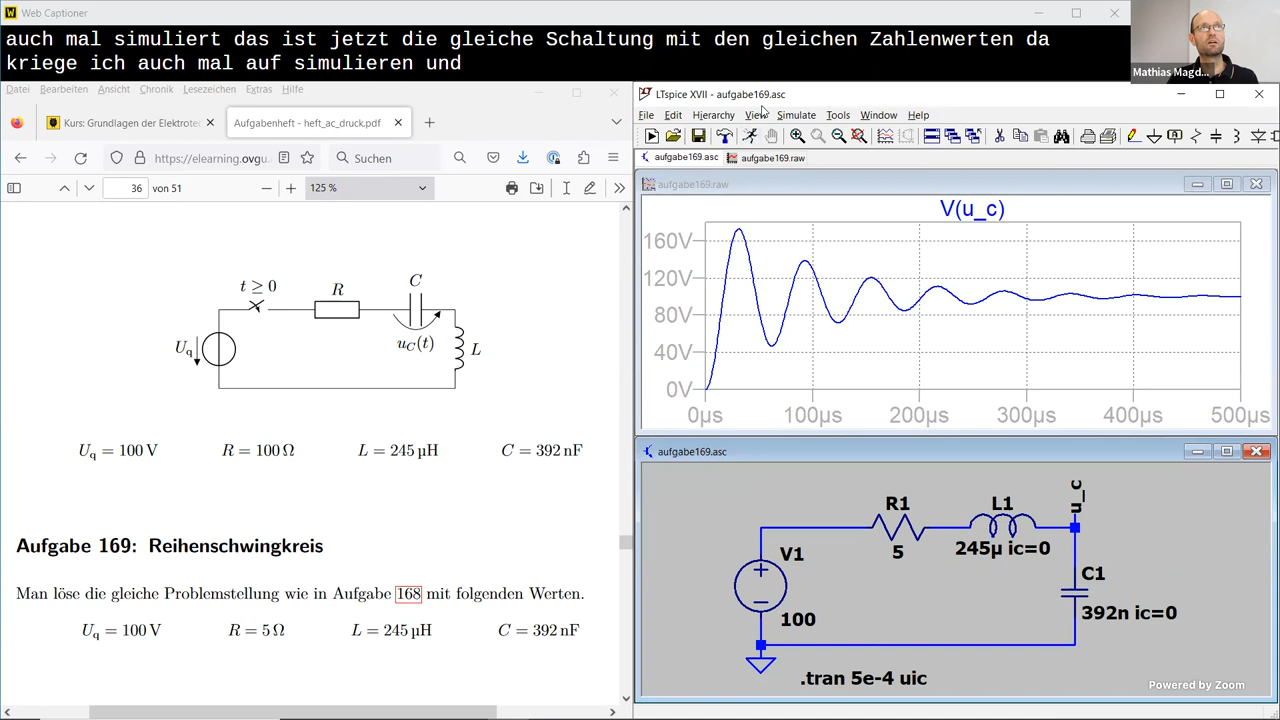 Web Captioner
auch mal simuliert das ist jetzt die gleiche Schaltung mit den gleichen Zahlenwerten da
kriege ich auch mal auf simulieren und
Mathias Magd...
Datei Bearbeiten Ansicht Chronik Lesezeichen Extras Hilfe
Kurs: Grundlagen der Elektrote
Aufgabenheft - heft_ac_druck.pdf
https://elearning.ovgu
Suchen
36 von 51
125 %
t ≥ 0
R
C
U_q
u_C(t)
L
U_q = 100 V R = 100 Ω L = 245 µH C = 392 nF
Aufgabe 169: Reihenschwingkreis
Man löse die gleiche Problemstellung wie in Aufgabe 168 mit folgenden Werten.
U_q = 100 V R = 5 Ω L = 245 µH C = 392 nF
LTspice XVII - aufgabe169.asc
File Edit Hierarchy View Simulate Tools Window Help
aufgabe169.asc aufgabe169.raw
aufgabe169.raw
V(u_c)
160V
120V
80V
40V
0V
0µs 100µs 200µs 300µs 400µs 500µs
aufgabe169.asc
u_c
R1
L1
5
245µ ic=0
V1
100
C1
392n ic=0
.tran 5e-4 uic
Powered by Zoom